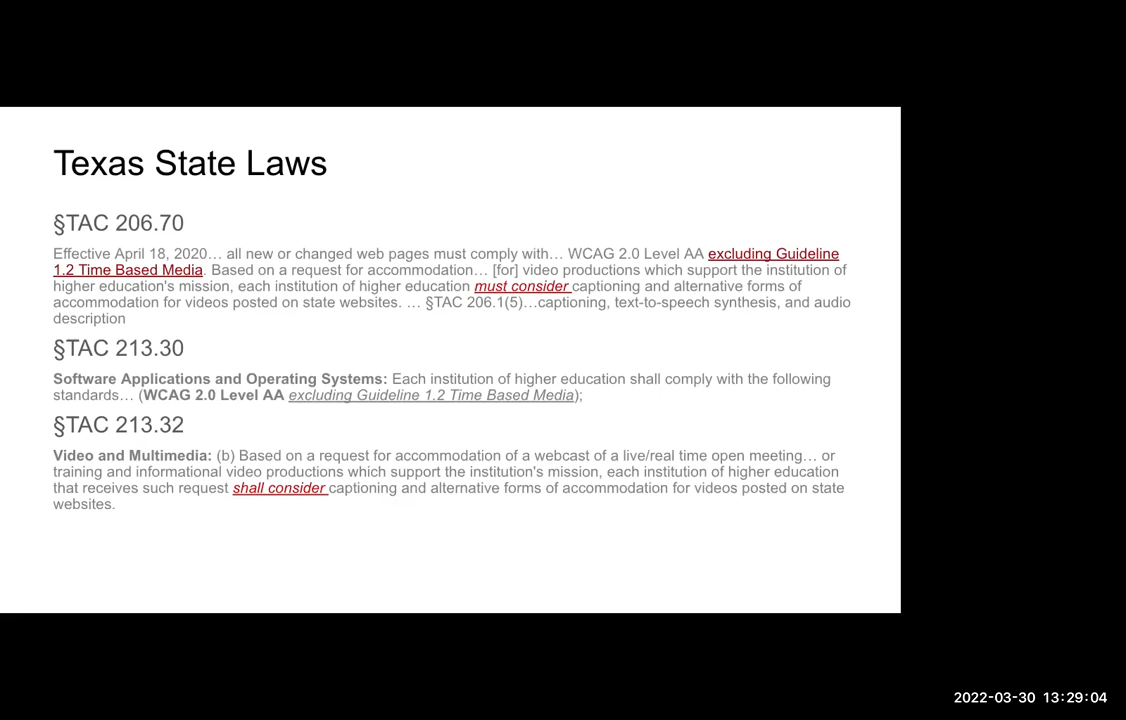 Texas State Laws
§TAC 206.70
Effective April 18, 2020… all new or changed web pages must comply with… WCAG 2.0 Level AA excluding Guideline
1.2 Time Based Media. Based on a request for accommodation… [for] video productions which support the institution of
higher education's mission, each institution of higher education must consider captioning and alternative forms of
accommodation for videos posted on state websites. … §TAC 206.1(5)…captioning, text-to-speech synthesis, and audio
description
§TAC 213.30
Software Applications and Operating Systems: Each institution of higher education shall comply with the following
standards… (WCAG 2.0 Level AA excluding Guideline 1.2 Time Based Media);
§TAC 213.32
Video and Multimedia: (b) Based on a request for accommodation of a webcast of a live/real time open meeting… or
training and informational video productions which support the institution's mission, each institution of higher education
that receives such request shall consider captioning and alternative forms of accommodation for videos posted on state
websites.
2022-03-30 13:29:04